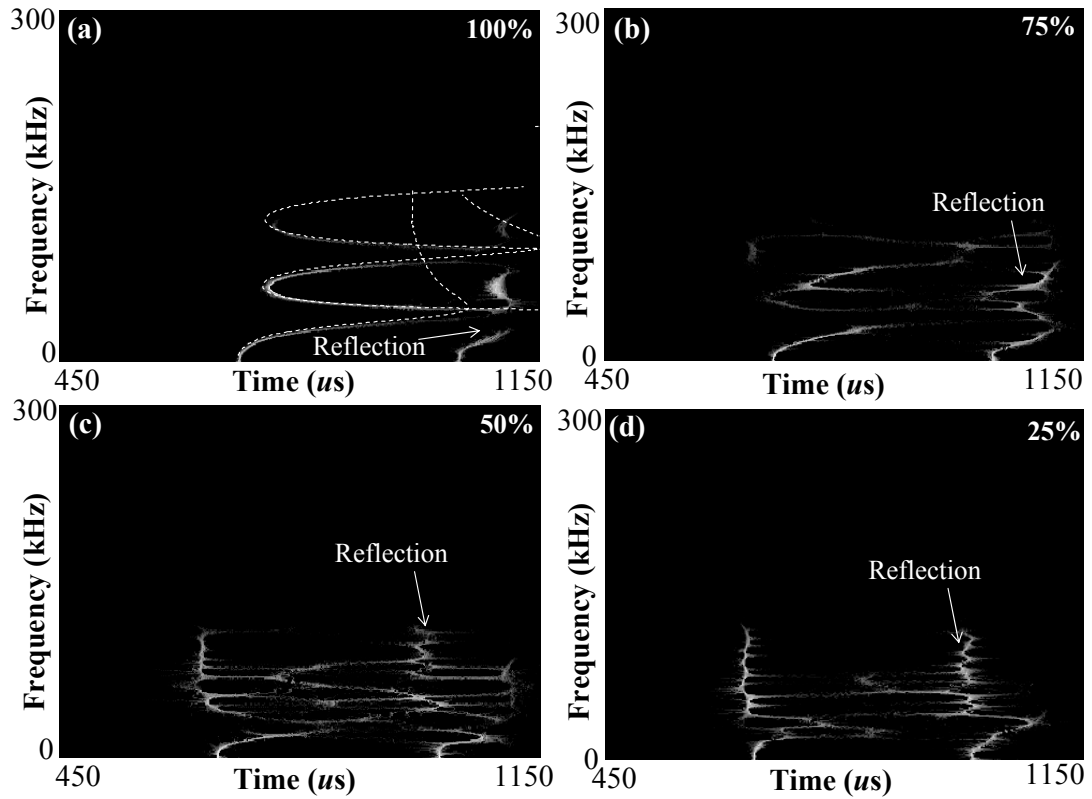 300
(a)
100%
Frequency (kHz)
Reflection
0
450
Time (us)
1150
300
(b)
75%
Frequency (kHz)
Reflection
0
450
Time (us)
1150
300
(c)
50%
Frequency (kHz)
Reflection
0
450
Time (us)
1150
300
(d)
25%
Frequency (kHz)
Reflection
0
450
Time (us)
1150